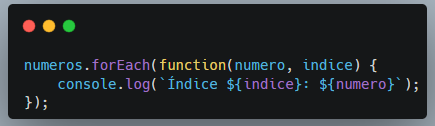 numeros.forEach(function(numero, indice) {
    console.log(`Índice ${indice}: ${numero}`);
});